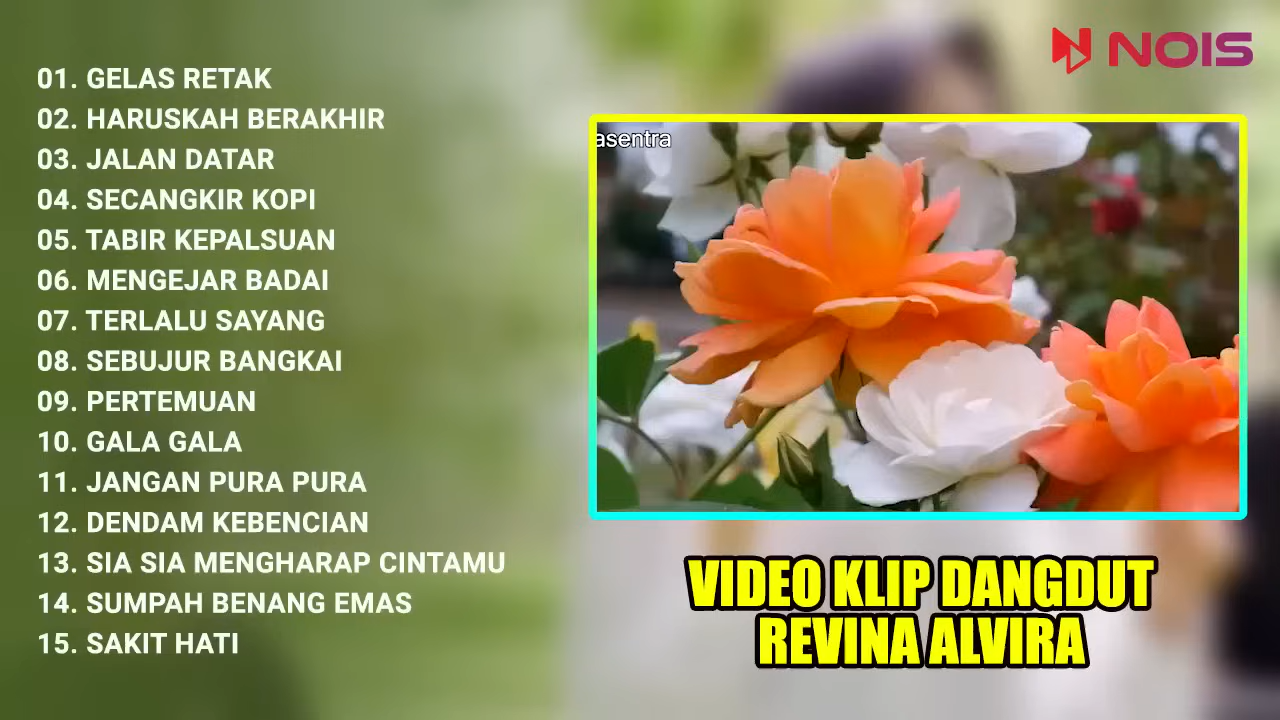 01. GELAS RETAK
02. HARUSKAH BERAKHIR
03. JALAN DATAR
04. SECANGKIR KOPI
05. TABIR KEPALSUAN
06. MENGEJAR BADAI
07. TERLALU SAYANG
08. SEBUJUR BANGKAI
09. PERTEMUAN
10. GALA GALA
11. JANGAN PURA PURA
12. DENDAM KEBENCIAN
13. SIA SIA MENGHARAP CINTAMU
14. SUMPAH BENANG EMAS
15. SAKIT HATI
NOIS
asentra
VIDEO KLIP DANGDUT
REVINA ALVIRA